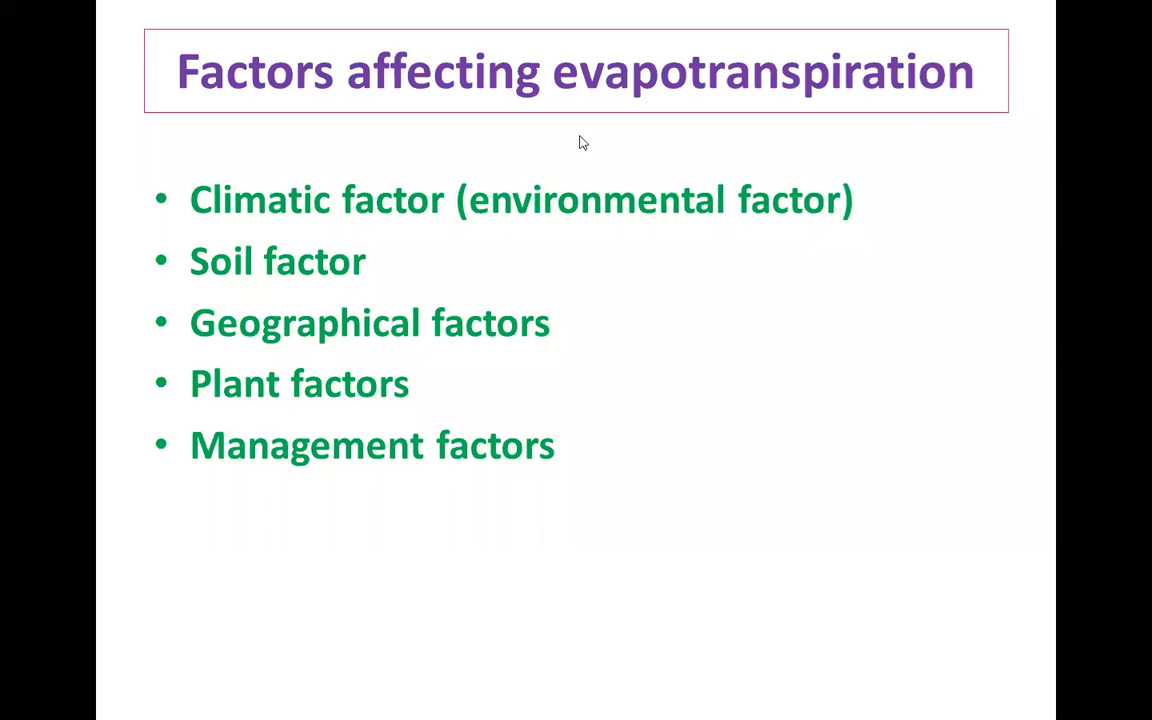 Factors affecting evapotranspiration
• Climatic factor (environmental factor)
• Soil factor
• Geographical factors
• Plant factors
• Management factors